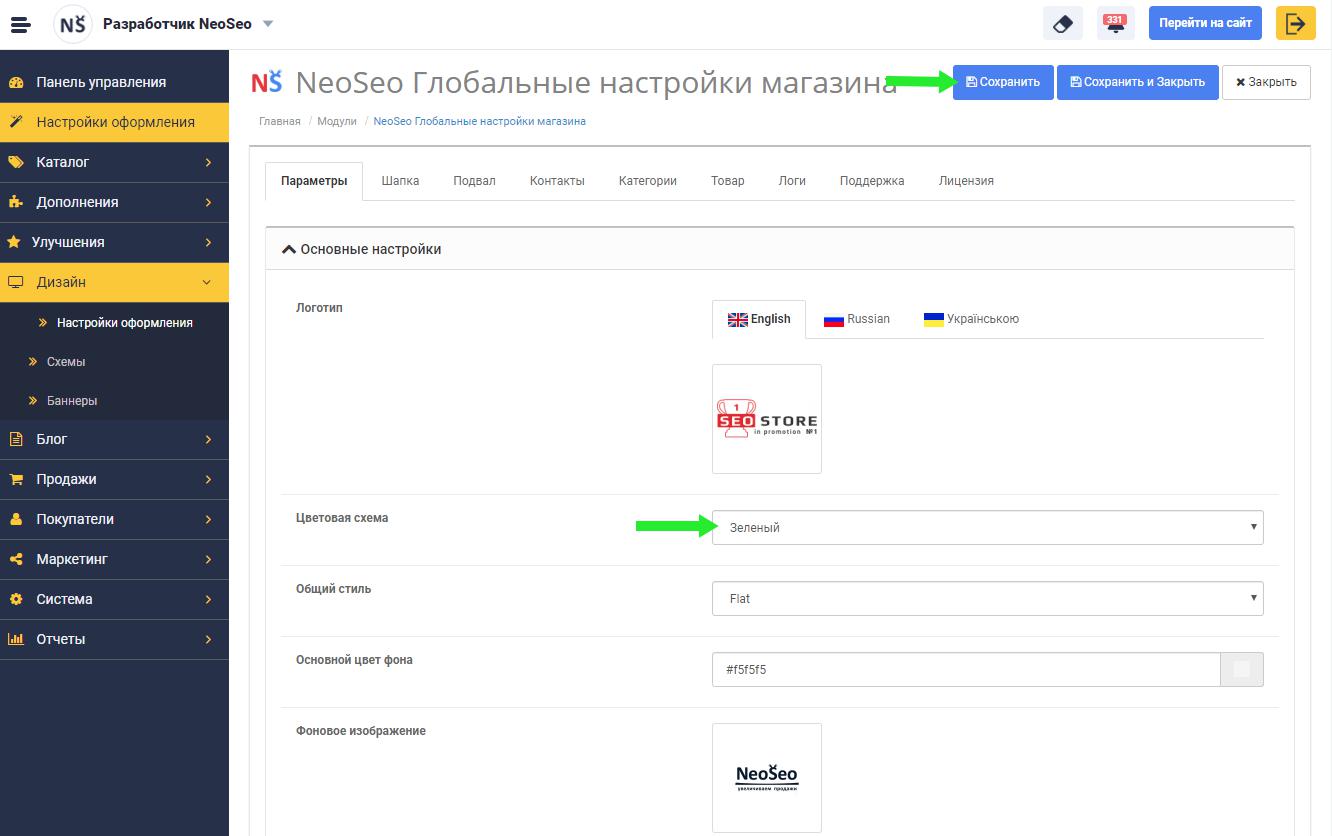 NS Разработчик NeoSeo
331
Перейти на сайт
Панель управления
Настройки оформления
Каталог
Дополнения
Улучшения
Дизайн
Настройки оформления
Схемы
Баннеры
Блог
Продажи
Покупатели
Маркетинг
Система
Отчеты
NS NeoSeo Глобальные настройки магазина
Сохранить
Сохранить и Закрыть
Закрыть
Главная / Модули / NeoSeo Глобальные настройки магазина
Параметры Шапка Подвал Контакты Категории Товар Логи Поддержка Лицензия
Основные настройки
Логотип
English Russian Українською
1
SEO STORE
in promotion №1
Цветовая схема
Зеленый
Общий стиль
Flat
Основной цвет фона
#f5f5f5
Фоновое изображение
NeoSeo
увеличиваем продажи